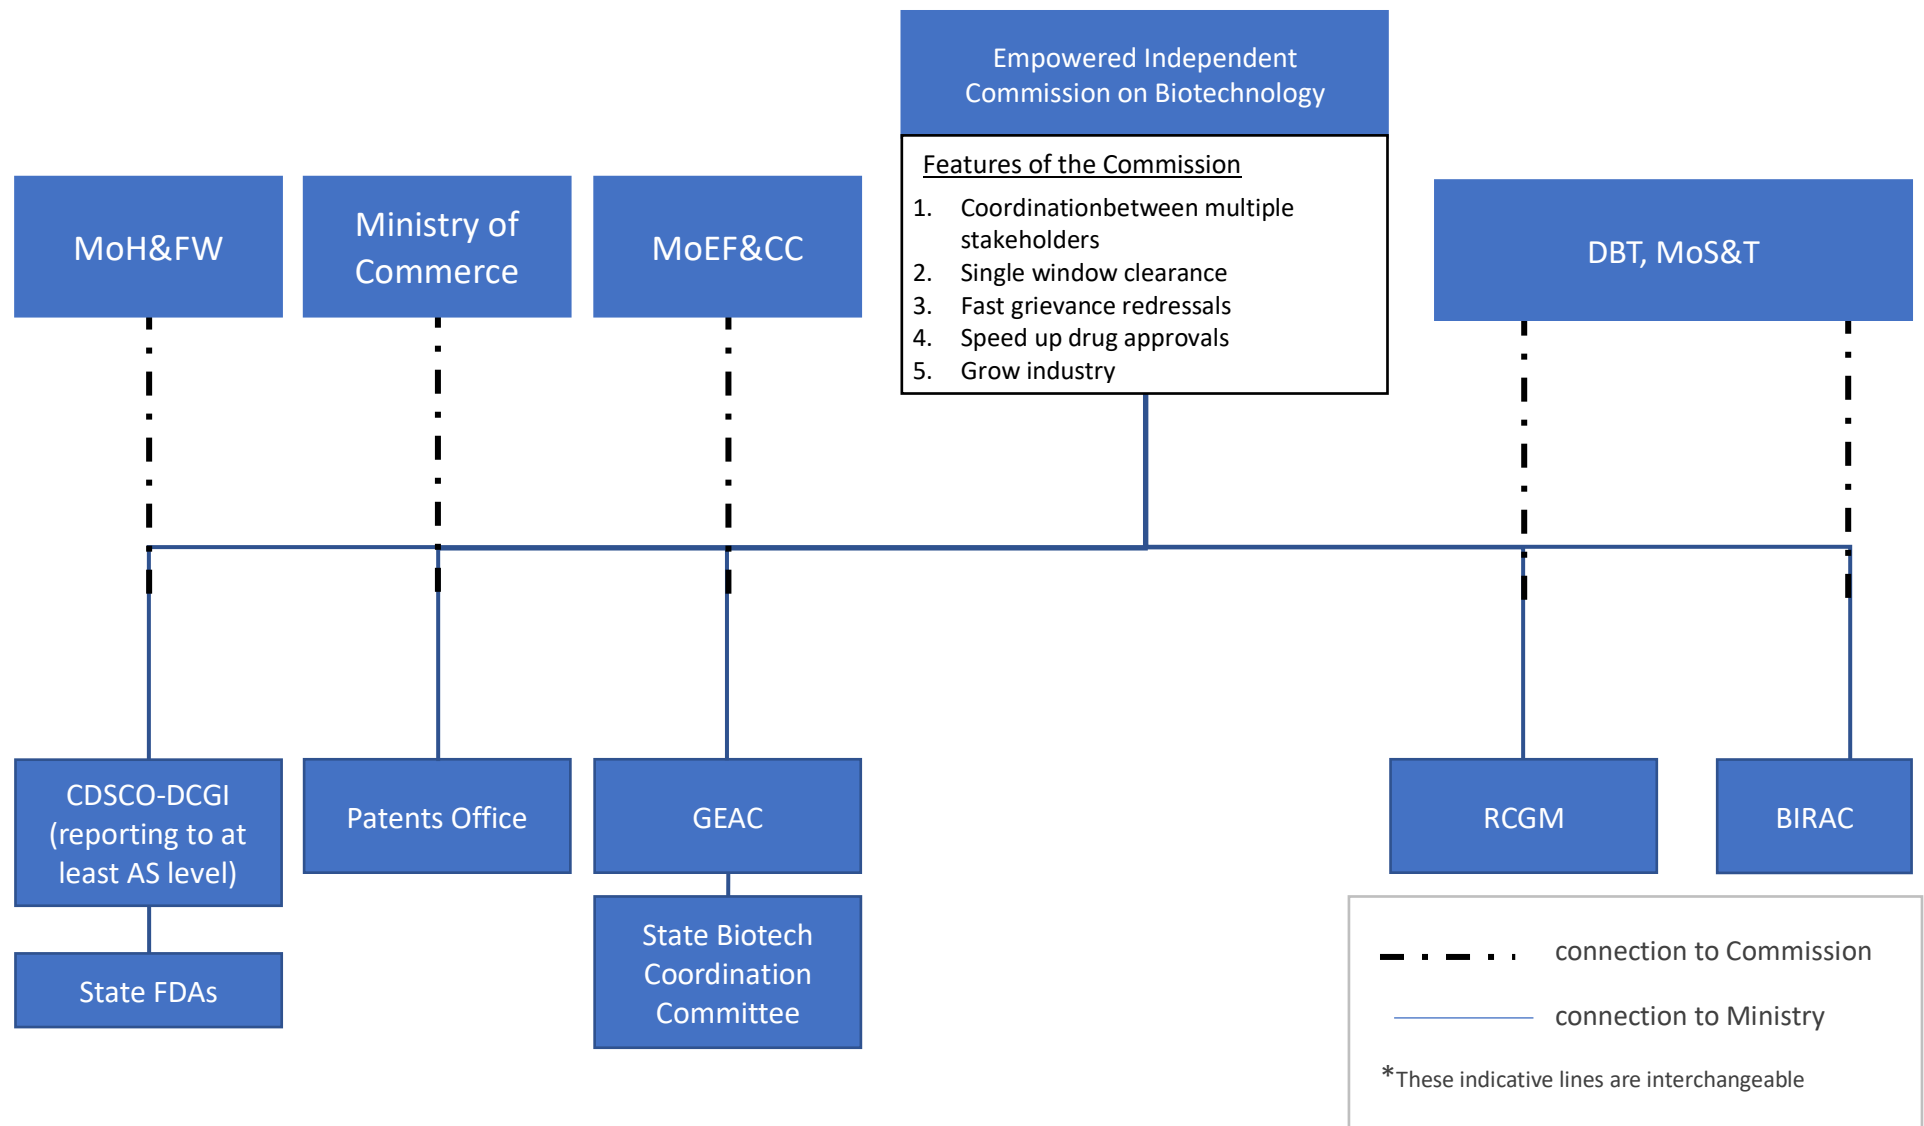 Empowered Independent
Commission on Biotechnology
Features of the Commission
1. Coordinationbetween multiple
stakeholders
2. Single window clearance
3. Fast grievance redressals
4. Speed up drug approvals
5. Grow industry
MoH&FW
Ministry of
Commerce
MoEF&CC
DBT, MoS&T
CDSCO-DCGI
(reporting to at
least AS level)
Patents Office
GEAC
RCGM
BIRAC
State FDAs
State Biotech
Coordination
Committee
connection to Commission
connection to Ministry
*These indicative lines are interchangeable